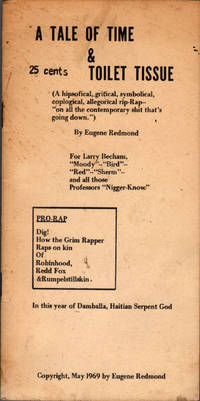 A TALE OF TIME
&
25 cents TOILET TISSUE
(A hipsofical, gritical, symbolical,
coplogical, allegorical rip-Rap—
"on all the contemporary shit that's
going down.")
By Eugene Redmond
For Larry Becham,
"Moody"-"Bird"-
"Red"-"Sherm"-
and all those
Professors "Nigger-Know."
PRO-RAP
Dig!
How the Grim Rapper
Raps on kin
Of
Robinhood,
Redd Fox
&Rumpelstillskin.
In this year of Damballa, Haitian Serpent God
Copyright, May 1969 by Eugene Redmond